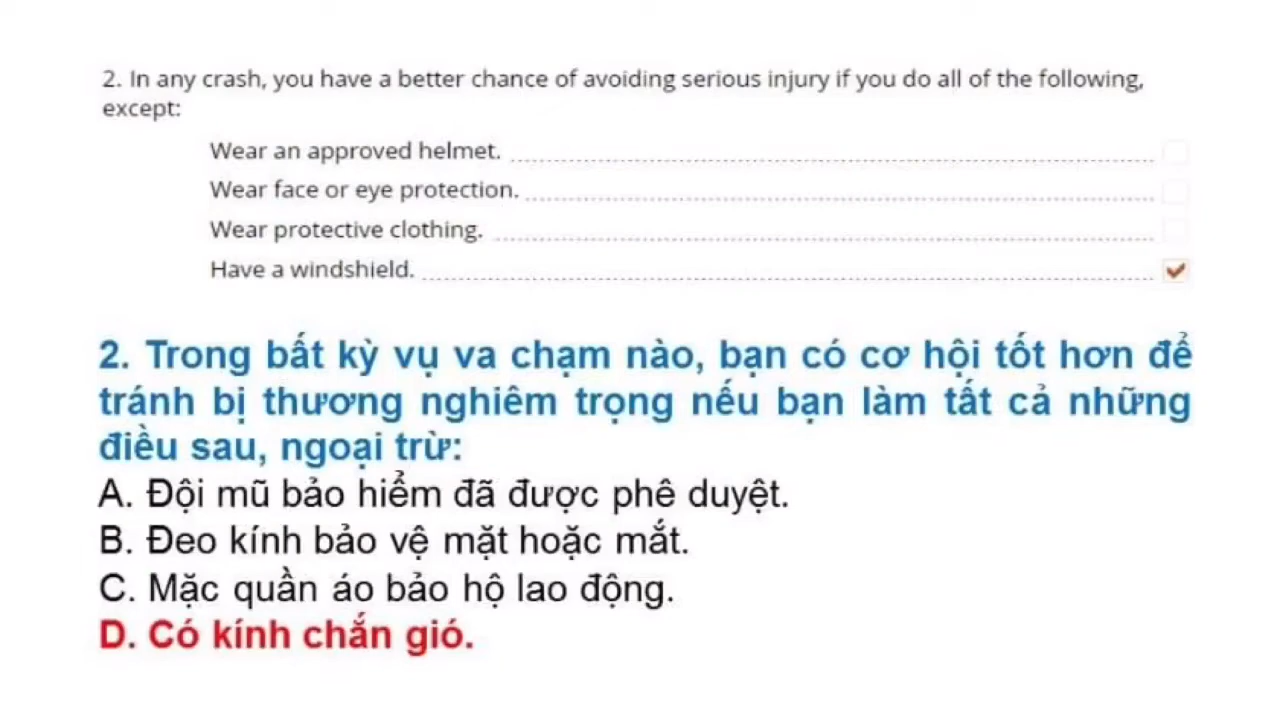 2. In any crash, you have a better chance of avoiding serious injury if you do all of the following,
except:
Wear an approved helmet.
Wear face or eye protection.
Wear protective clothing.
Have a windshield.
2. Trong bất kỳ vụ va chạm nào, bạn có cơ hội tốt hơn để
tránh bị thương nghiêm trọng nếu bạn làm tất cả những
điều sau, ngoại trừ:
A. Đội mũ bảo hiểm đã được phê duyệt.
B. Đeo kính bảo vệ mặt hoặc mắt.
C. Mặc quần áo bảo hộ lao động.
D. Có kính chắn gió.